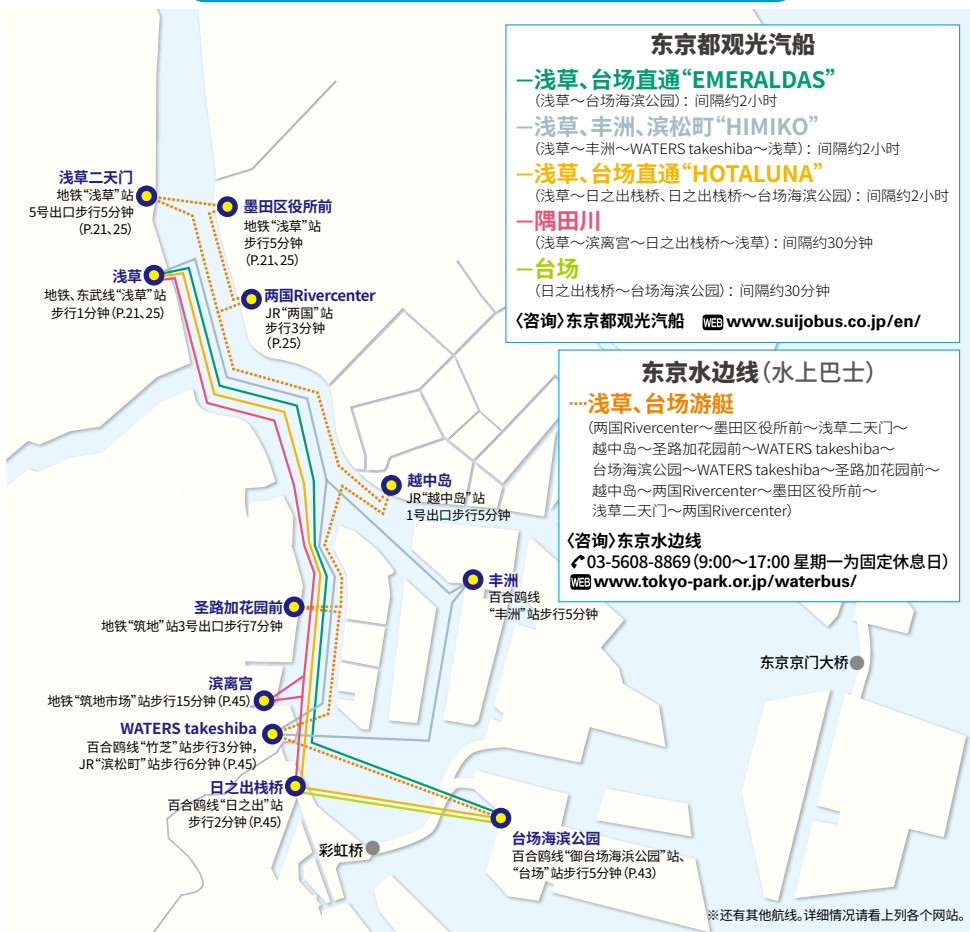 东京都观光汽船
—浅草、台场直通“EMERALDAS”
（浅草～台场海滨公园）：间隔约2小时
—浅草、丰洲、滨松町“HIMIKO”
（浅草～丰洲～WATERS takeshiba～浅草）：间隔约2小时
—浅草、台场直通“HOTALUNA”
（浅草～日之出栈桥、日之出栈桥～台场海滨公园）：间隔约2小时
—隅田川
（浅草～滨离宫～日之出栈桥～浅草）：间隔约30分钟
—台场
（日之出栈桥～台场海滨公园）：间隔约30分钟
〈咨询〉东京都观光汽船 WEB www.suijobus.co.jp/en/
东京水边线（水上巴士）
····浅草、台场游艇
（两国Rivercenter～墨田区役所前～浅草二天门～
越中岛～圣路加花园前～WATERS takeshiba～
台场海滨公园～WATERS takeshiba～圣路加花园前～
越中岛～两国Rivercenter～墨田区役所前～
浅草二天门～两国Rivercenter）
〈咨询〉东京水边线
03-5608-8869（9:00～17:00 星期一为固定休息日）
WEB www.tokyo-park.or.jp/waterbus/
浅草二天门
地铁“浅草”站
5号出口步行5分钟
（P.21、25）
墨田区役所前
地铁“浅草”站
步行5分钟
（P.21、25）
浅草
地铁、东武线“浅草”站
步行1分钟（P.21、25）
两国Rivercenter
JR“两国”站
步行3分钟
（P.25）
越中岛
JR“越中岛”站
1号出口步行5分钟
丰洲
百合鸥线
“丰洲”站步行5分钟
圣路加花园前
地铁“筑地”站3号出口步行7分钟
滨离宫
地铁“筑地市场”站步行15分钟（P.45）
WATERS takeshiba
百合鸥线“竹芝”站步行3分钟，
JR“滨松町”站步行6分钟（P.45）
日之出栈桥
百合鸥线“日之出”站
步行2分钟（P.45）
台场海滨公园
百合鸥线“御台场海浜公园”站、
“台场”站步行5分钟（P.43）
彩虹桥
东京京门大桥
※还有其他航线。详细情况请看上列各个网站。